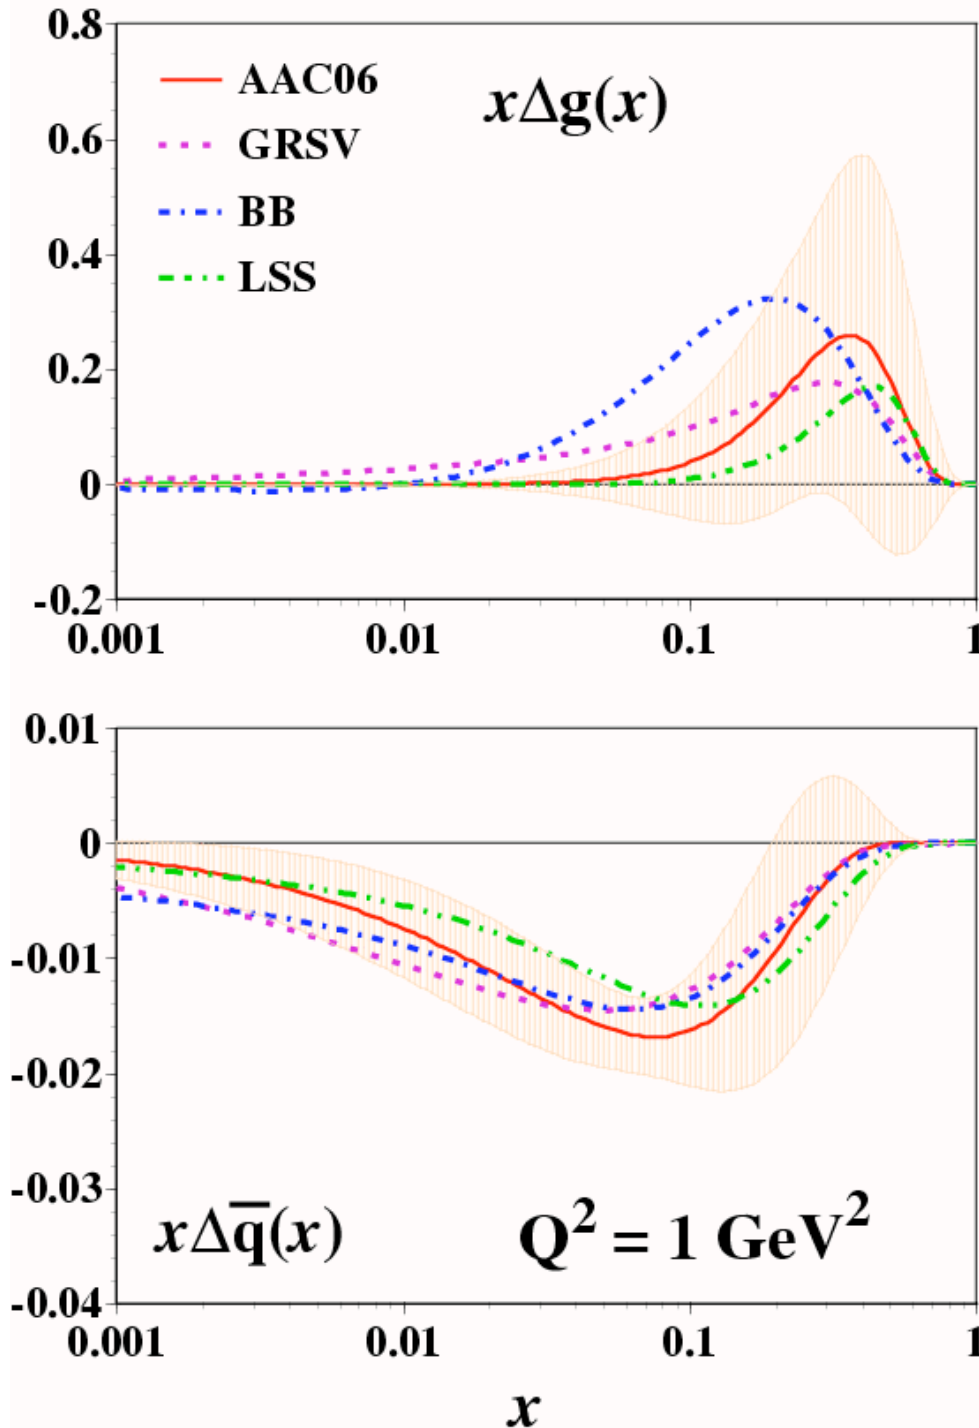 0.8
AAC06
xΔg(x)
0.6
GRSV
BB
0.4
LSS
0.2
0
-0.2
0.001 0.01 0.1 1
0.01
0
-0.01
-0.02
-0.03
xΔq̅(x) Q² = 1 GeV²
-0.04
0.001 0.01 0.1 1
x